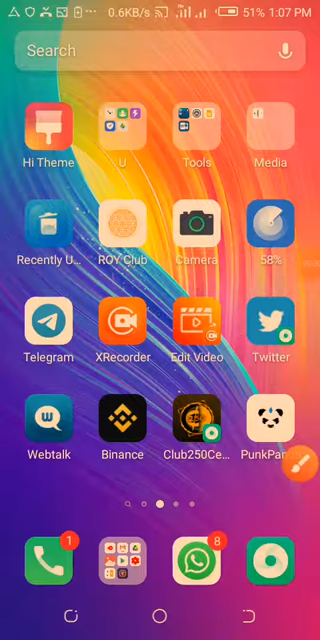 0.6KB/s 51% 1:07 PM
Search
Hi Theme U Tools Media
Recently U... ROY Club Camera 58%
Telegram XRecorder Edit Video Twitter
Webtalk Binance Club250Ce... PunkPan
1 8